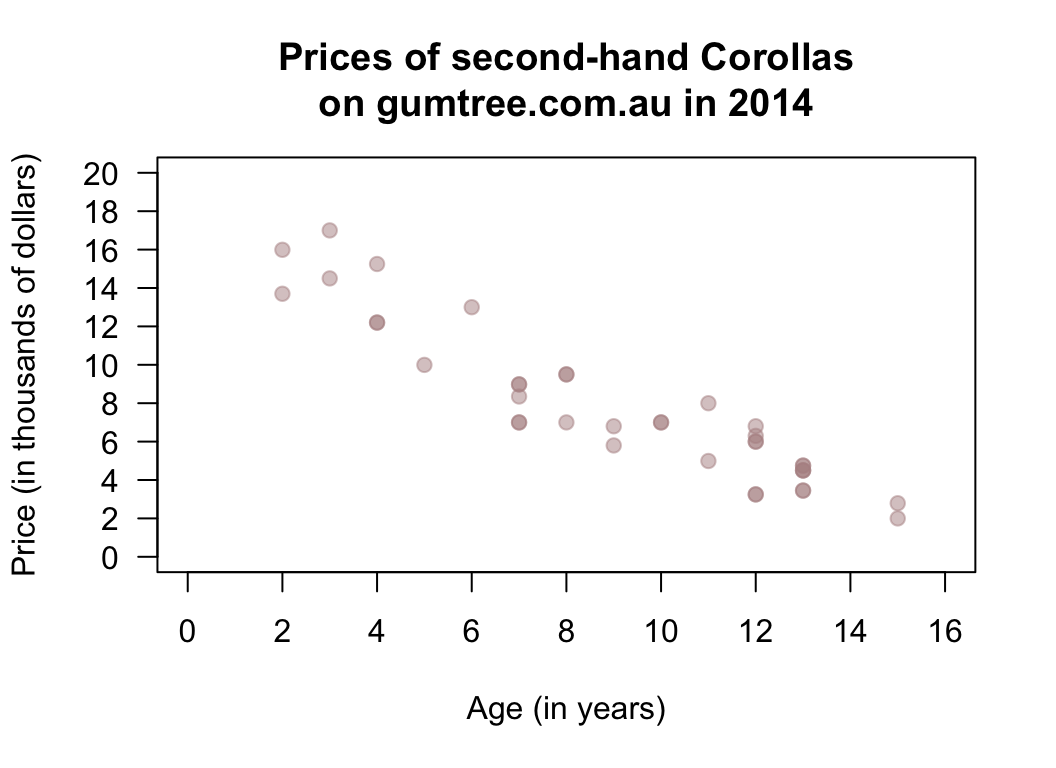 Prices of second-hand Corollas
on gumtree.com.au in 2014
Price (in thousands of dollars)
20
18
16
14
12
10
8
6
4
2
0
0 2 4 6 8 10 12 14 16
Age (in years)